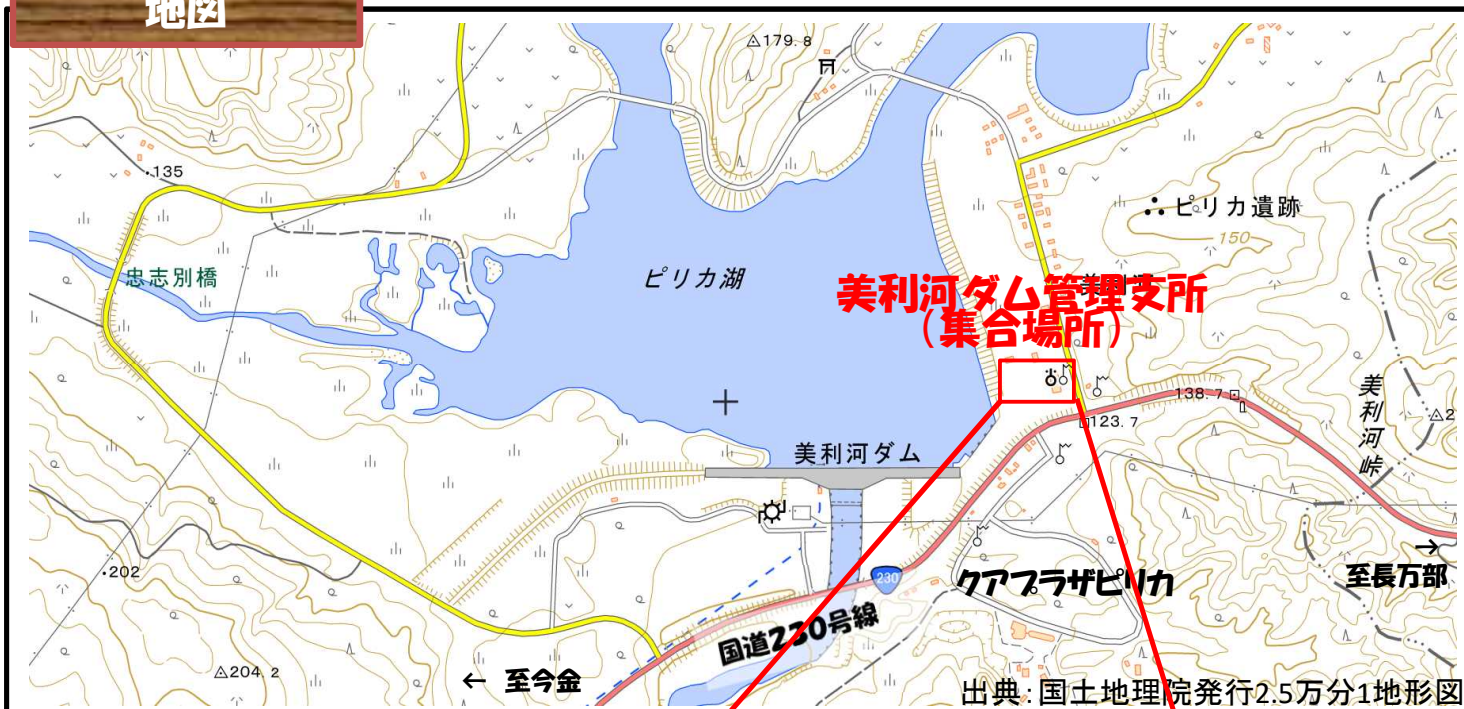 地図
179.8
135
忠志別橋
ピリカ湖
ピリカ遺跡
150
美利河ダム管理支所
（集合場所）
138.7
123.7
美利河峠
美利河ダム
202
230
クアプラザピリカ
→
至長万部
国道230号線
204.2
← 至今金
出典：国土地理院発行2.5万分1地形図